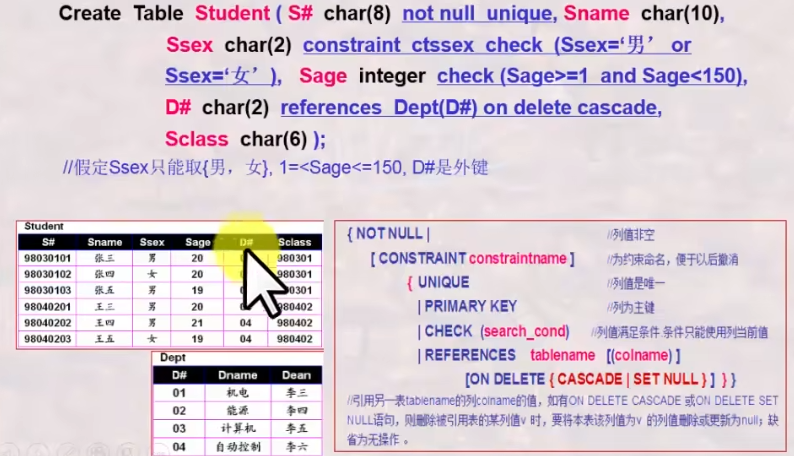 Create Table Student ( S# char(8) not null unique, Sname char(10),
Ssex char(2) constraint ctssex check (Ssex=‘男’ or
Ssex=‘女’), Sage integer check (Sage>=1 and Sage<150),
D# char(2) references Dept(D#) on delete cascade,
Sclass char(6) );
//假定Ssex只能取{男，女}, 1=<Sage<=150, D#是外键
Student
S# Sname Ssex Sage D# Sclass
98030101 张三 男 20 980301
98030102 张四 女 20 980301
98030103 张五 男 19 980301
98040201 王三 男 20 980402
98040202 王四 男 21 04 980402
98040203 王五 女 19 04 980402
Dept
D# Dname Dean
01 机电 李三
02 能源 李四
03 计算机 李五
04 自动控制 李六
{ NOT NULL | //列值非空
[ CONSTRAINT constraintname ] //为约束命名，便于以后撤消
{ UNIQUE //列值是唯一
| PRIMARY KEY //列为主键
| CHECK (search_cond) //列值满足条件.条件只能使用列当前值
| REFERENCES tablename [(colname) ]
[ON DELETE { CASCADE | SET NULL } ] } }
//引用另一表tablename的列colname的值，如有ON DELETE CASCADE 或ON DELETE SET
NULL语句，则删除被引用表的某列值v 时，要将本表该列值为v 的列值删除或更新为null；缺
省为无操作 。